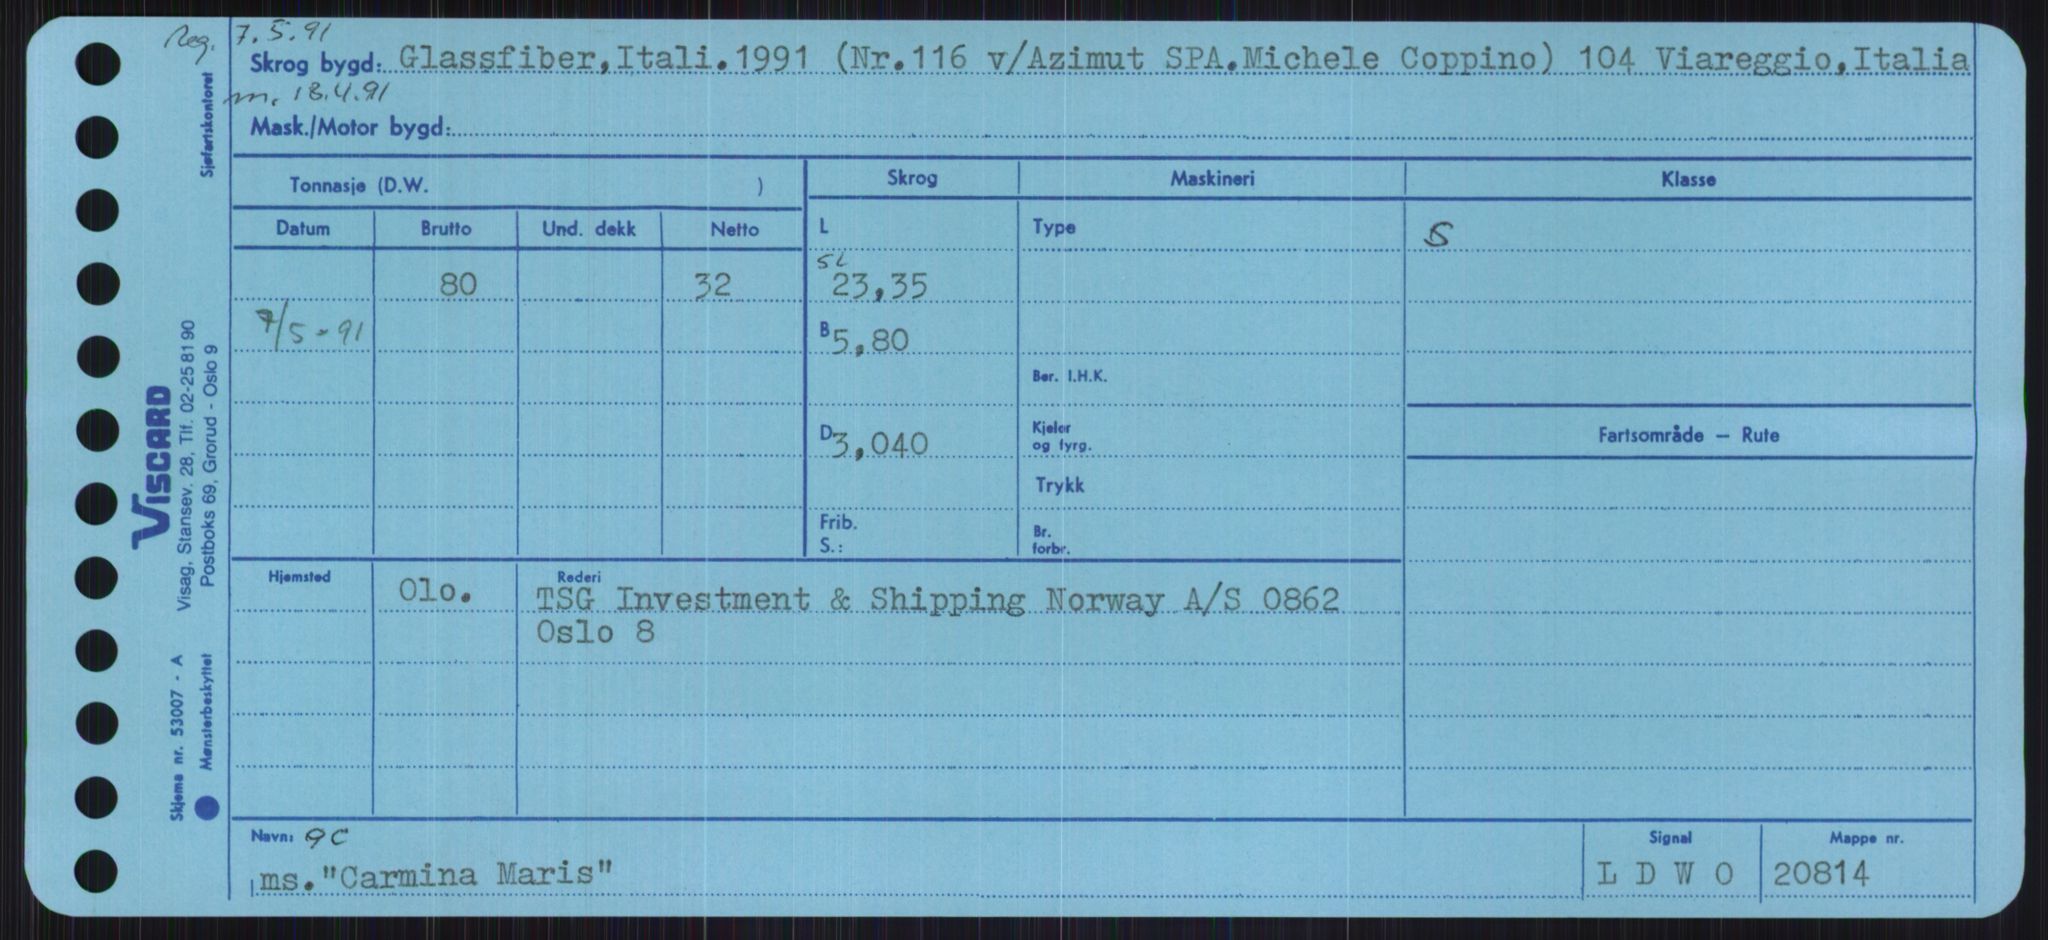 Reg. 7.5.91
Skrog bygd: Glassfiber,Itali.1991 (Nr.116 v/Azimut SPA.Michele Coppino) 104 Viareggio,Italia
m. 18.4.91
Mask./Motor bygd:
Sjøfartskontoret
Tonnasje (D.W. )
Skrog Maskineri Klasse
Datum Brutto Und. dekk Netto
L Type S
SL
80 32 23,35
7/5-91
B 5,80
Ber. I.H.K.
D 3,040
Kjeler
og fyrg.
Fartsområde — Rute
Trykk
Frib.
S.:
Br.
forbr.
Hjemsted Olo. Rederi
TSG Investment & Shipping Norway A/S 0862
Oslo 8
Navn: 9C
ms."Carmina Maris"
Signal
L D W O
Mappe nr.
20814
VISCARD
Visag, Stansev. 28, Tlf. 02-25 81 90
Postboks 69, Grorud - Oslo 9
Skjema nr. 53007 - A
Mønsterbeskyttet